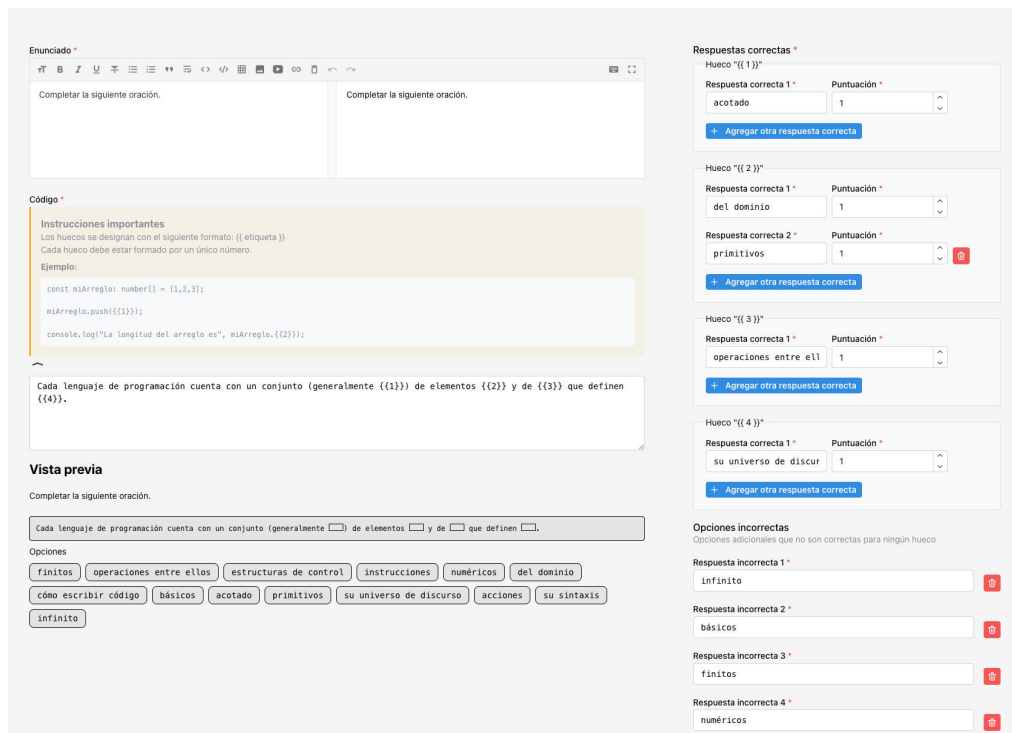 Enunciado *
Completar la siguiente oración.
Completar la siguiente oración.
Código *
Instrucciones importantes
Los huecos se designan con el siguiente formato: {{ etiqueta }}
Cada hueco debe estar formado por un único número.
Ejemplo:
const miArreglo: number[] = [1,2,3];
miArreglo.push({{1}});
console.log("La longitud del arreglo es", miArreglo.{{2}});
Cada lenguaje de programación cuenta con un conjunto (generalmente {{1}}) de elementos {{2}} y de {{3}} que definen
{{4}}.
Vista previa
Completar la siguiente oración.
Cada lenguaje de programación cuenta con un conjunto (generalmente ) de elementos y de que definen .
Opciones
finitos operaciones entre ellos estructuras de control instrucciones numéricos del dominio
cómo escribir código básicos acotado primitivos su universo de discurso acciones su sintaxis
infinito
Respuestas correctas *
Hueco "{{ 1 }}"
Respuesta correcta 1 * Puntuación *
acotado 1
+ Agregar otra respuesta correcta
Hueco "{{ 2 }}"
Respuesta correcta 1 * Puntuación *
del dominio 1
Respuesta correcta 2 * Puntuación *
primitivos 1
+ Agregar otra respuesta correcta
Hueco "{{ 3 }}"
Respuesta correcta 1 * Puntuación *
operaciones entre ell 1
+ Agregar otra respuesta correcta
Hueco "{{ 4 }}"
Respuesta correcta 1 * Puntuación *
su universo de discur 1
+ Agregar otra respuesta correcta
Opciones incorrectas
Opciones adicionales que no son correctas para ningún hueco
Respuesta incorrecta 1 *
infinito
Respuesta incorrecta 2 *
básicos
Respuesta incorrecta 3 *
finitos
Respuesta incorrecta 4 *
numéricos